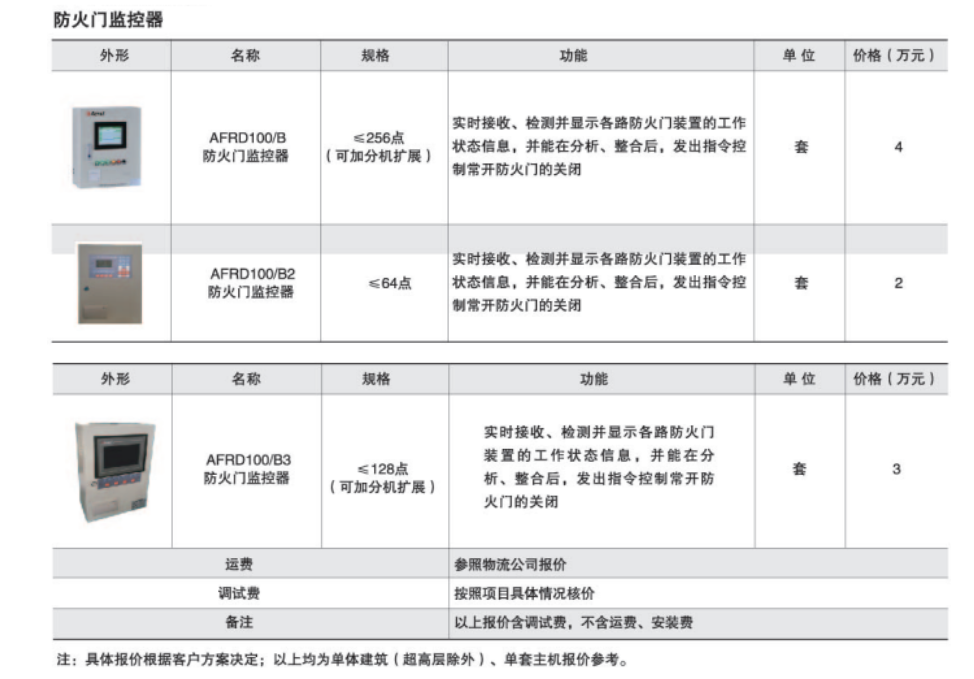 防火门监控器
外形 名称 规格 功能 单 位 价格（万元）
AFRD100/B
防火门监控器
≤256点
（可加分机扩展）
实时接收、检测并显示各路防火门装置的工作
状态信息，并能在分析、整合后，发出指令控
制常开防火门的关闭
套
4
AFRD100/B2
防火门监控器
≤64点
实时接收、检测并显示各路防火门装置的工作
状态信息，并能在分析、整合后，发出指令控
制常开防火门的关闭
套
2
外形 名称 规格 功能 单 位 价格（万元）
AFRD100/B3
防火门监控器
≤128点
（可加分机扩展）
实时接收、检测并显示各路防火门
装置的工作状态信息，并能在分
析、整合后，发出指令控制常开防
火门的关闭
套
3
运费 参照物流公司报价
调试费 按照项目具体情况核价
备注 以上报价含调试费，不含运费、安装费
注：具体报价根据客户方案决定；以上均为单体建筑（超高层除外）、单套主机报价参考。